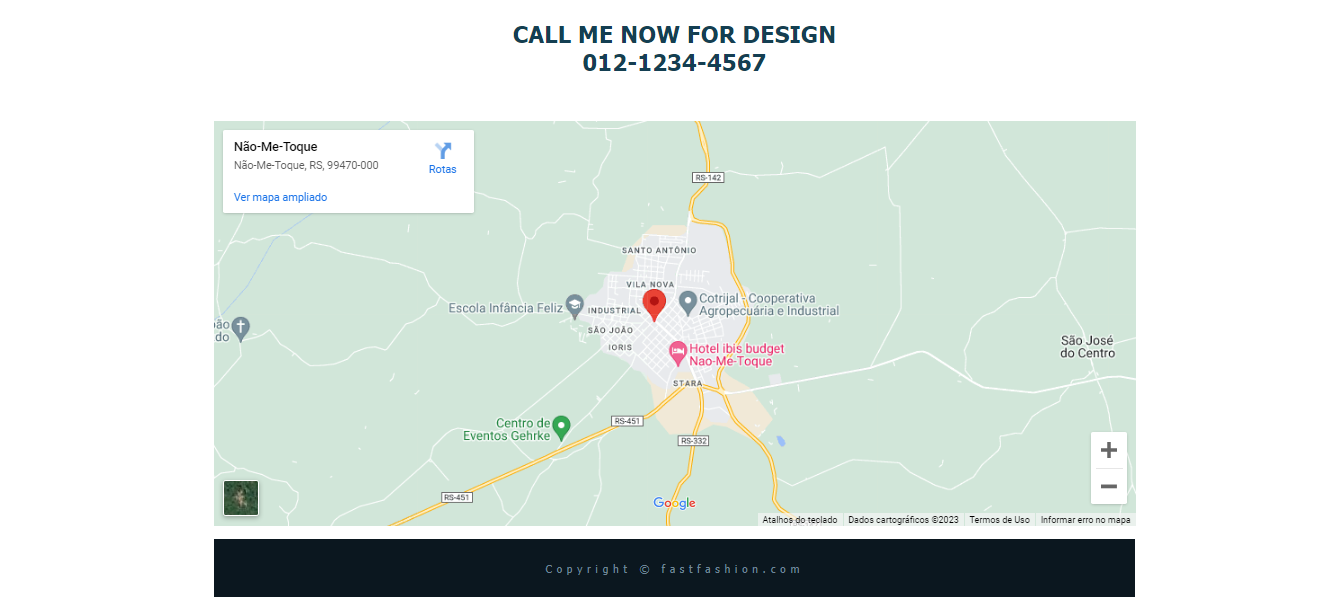 CALL ME NOW FOR DESIGN
012-1234-4567
Não-Me-Toque
Não-Me-Toque, RS, 99470-000
Rotas
Ver mapa ampliado
RS-142
SANTO ANTÔNIO
VILA NOVA
Escola Infância Feliz
INDUSTRIAL
Cotrijal - Cooperativa
Agropecuária e Industrial
SÃO JOÃO
IORIS
ão
do
Hotel ibis budget
Nao-Me-Toque
São José
do Centro
STARA
Centro de
Eventos Gehrke
RS-451
RS-332
RS-451
Google
Atalhos do teclado
Dados cartográficos ©2023
Termos de Uso
Informar erro no mapa
Copyright © fastfashion.com